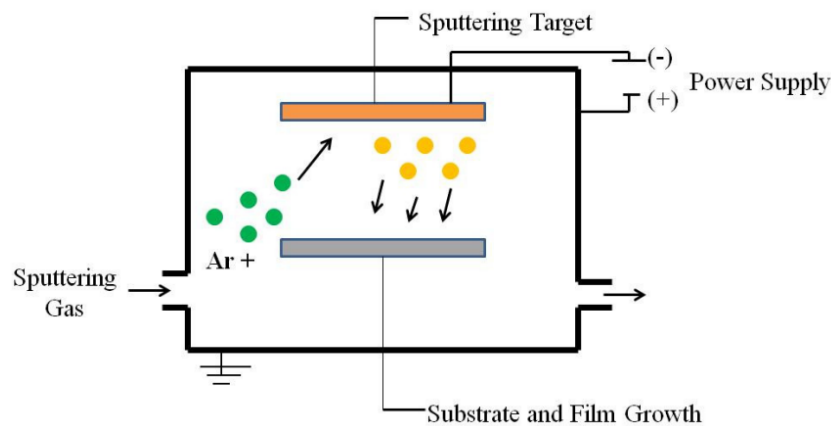 Sputtering Target
(-)
Power Supply
(+)
Ar +
Sputtering
Gas
Substrate and Film Growth